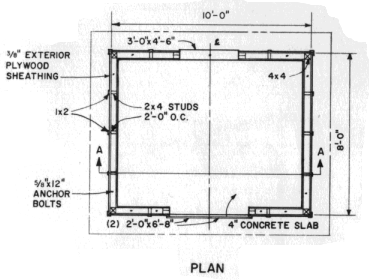 10'-0"
3'-0"x4'-6"
3/8" EXTERIOR
PLYWOOD
SHEATHING
4x4
1x2
2x4 STUDS
2'-0" O.C.
8'-0"
A
A
5/8"x12"
ANCHOR
BOLTS
(2) 2'-0"x6'-8"
4" CONCRETE SLAB
PLAN